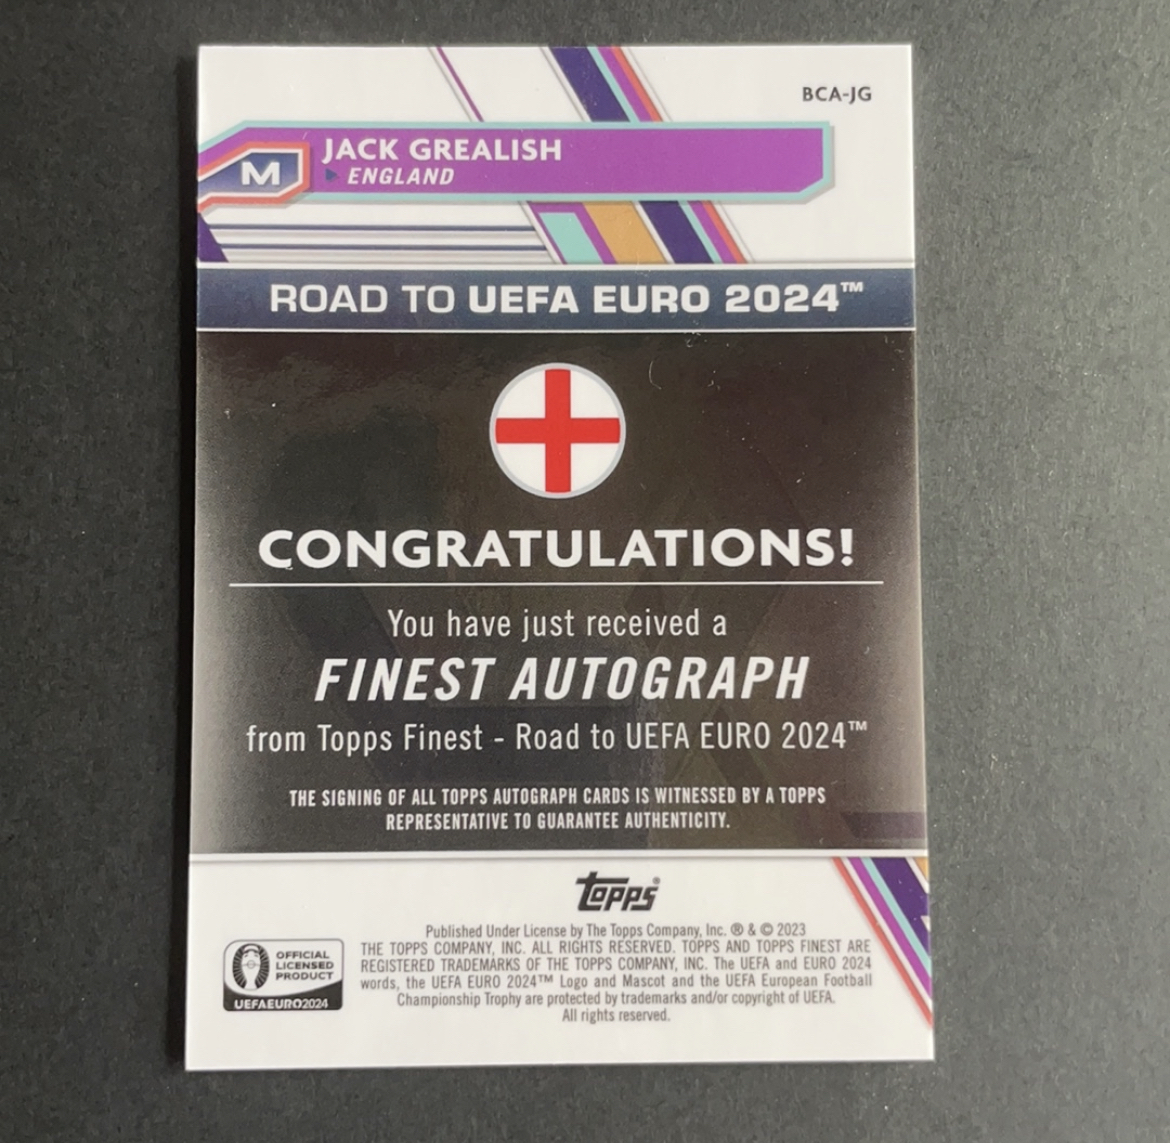 BCA-JG
JACK GREALISH
M
ENGLAND
ROAD TO UEFA EURO 2024™
CONGRATULATIONS!
You have just received a
FINEST AUTOGRAPH
from Topps Finest - Road to UEFA EURO 2024™
THE SIGNING OF ALL TOPPS AUTOGRAPH CARDS IS WITNESSED BY A TOPPS
REPRESENTATIVE TO GUARANTEE AUTHENTICITY.
topps®
Published Under License by The Topps Company, Inc. ® & © 2023
THE TOPPS COMPANY, INC. ALL RIGHTS RESERVED. TOPPS AND TOPPS FINEST ARE
REGISTERED TRADEMARKS OF THE TOPPS COMPANY, INC. The UEFA and EURO 2024
words, the UEFA EURO 2024™ Logo and Mascot and the UEFA European Football
Championship Trophy are protected by trademarks and/or copyright of UEFA.
All rights reserved.
OFFICIAL
LICENSED
PRODUCT
UEFAEURO2024